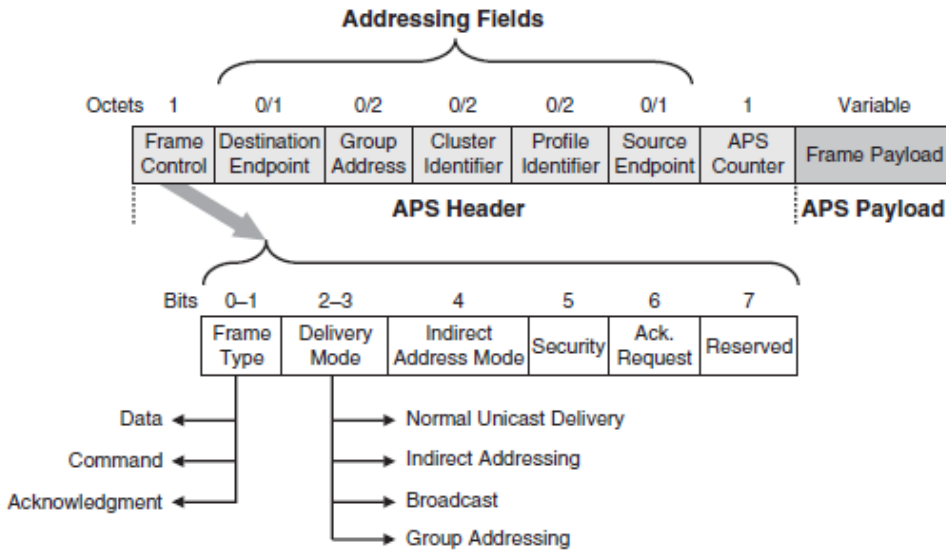 Addressing Fields
Octets 1 0/1 0/2 0/2 0/2 0/1 1 Variable
Frame Control Destination Endpoint Group Address Cluster Identifier Profile Identifier Source Endpoint APS Counter Frame Payload
APS Header APS Payload
Bits 0–1 2–3 4 5 6 7
Frame Type Delivery Mode Indirect Address Mode Security Ack. Request Reserved
Data Normal Unicast Delivery
Command Indirect Addressing
Acknowledgment Broadcast
Group Addressing